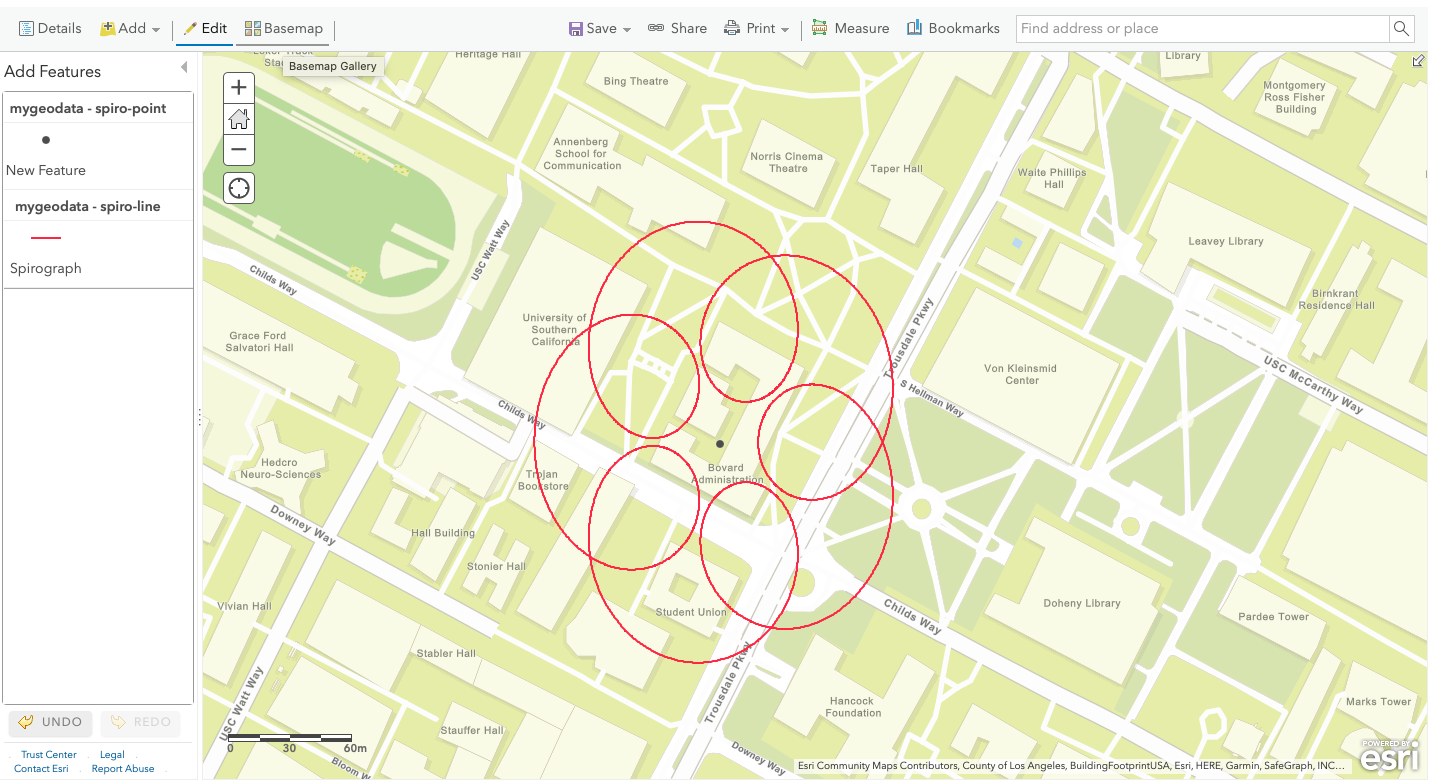 Details
Add
Edit
Basemap
Save
Share
Print
Measure
Bookmarks
Find address or place
Basemap Gallery
Add Features
mygeodata - spiro-point
New Feature
mygeodata - spiro-line
Spirograph
UNDO
REDO
Trust Center
Legal
Contact Esri
Report Abuse
Heritage Hall
Bing Theatre
Library
Montgomery
Ross Fisher
Building
Annenberg
School for
Communication
Norris Cinema
Theatre
Taper Hall
Waite Phillips
Hall
USC Watt Way
Leavey Library
Childs Way
Birnkrant
Residence Hall
University of
Southern
California
Trousdale Pkwy
Grace Ford
Salvatori Hall
Von Kleinsmid
Center
USC McCarthy Way
S Hellman Way
Childs Way
Hedcro
Neuro-Sciences
Trojan
Bookstore
Bovard
Administration
Downey Way
Hall Building
Stonier Hall
Vivian Hall
Student Union
Childs Way
Doheny Library
Pardee Tower
Stabler Hall
Trousdale Pkwy
USC Watt Way
Hancock
Foundation
Marks Tower
Stauffer Hall
Downey Way
0 30 60m
Bloom W
Esri Community Maps Contributors, County of Los Angeles, BuildingFootprintUSA, Esri, HERE, Garmin, SafeGraph, INC...
POWERED BY
esri